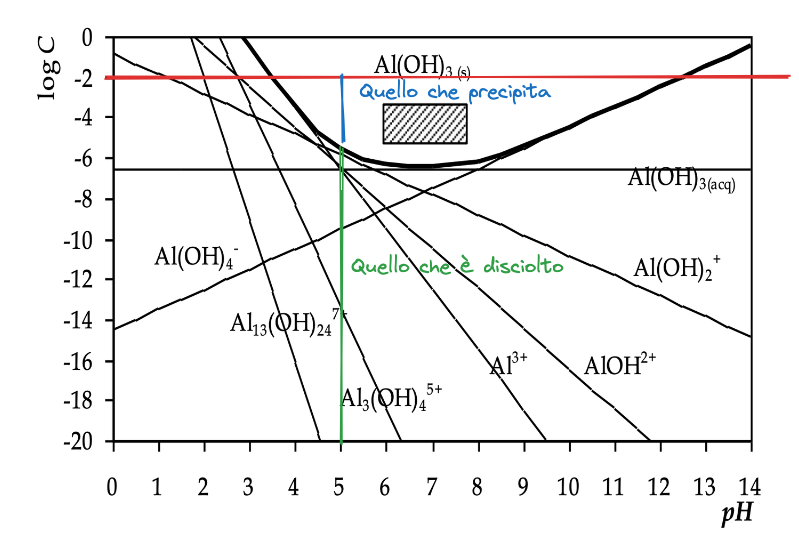 log C
0
-2
-4
-6
-8
-10
-12
-14
-16
-18
-20
Al(OH)3 (s)
Quello che precipita
Al(OH)3(acq)
Al(OH)4-
Quello che è disciolto
Al(OH)2+
Al13(OH)24 7+
Al3+
AlOH2+
Al3(OH)4 5+
0 1 2 3 4 5 6 7 8 9 10 11 12 13 14
pH